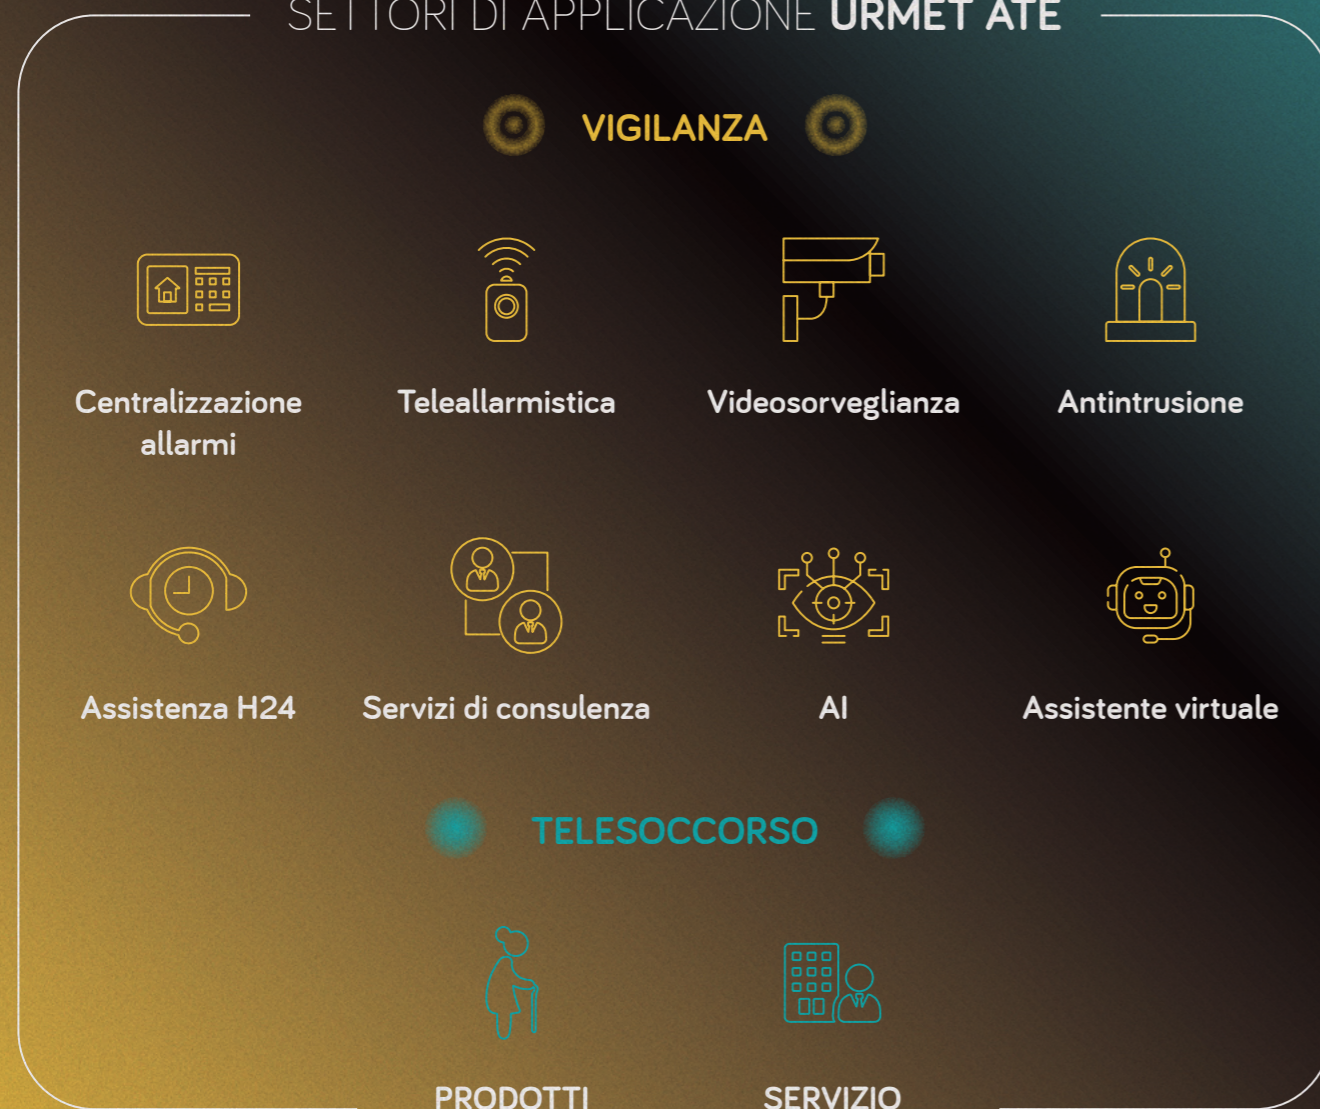 SETTORI DI APPLICAZIONE URMET ATE
VIGILANZA
Centralizzazione
allarmi
Teleallarmistica
Videosorveglianza
Antintrusione
Assistenza H24
Servizi di consulenza
AI
Assistente virtuale
TELESOCCORSO
PRODOTTI
SERVIZIO